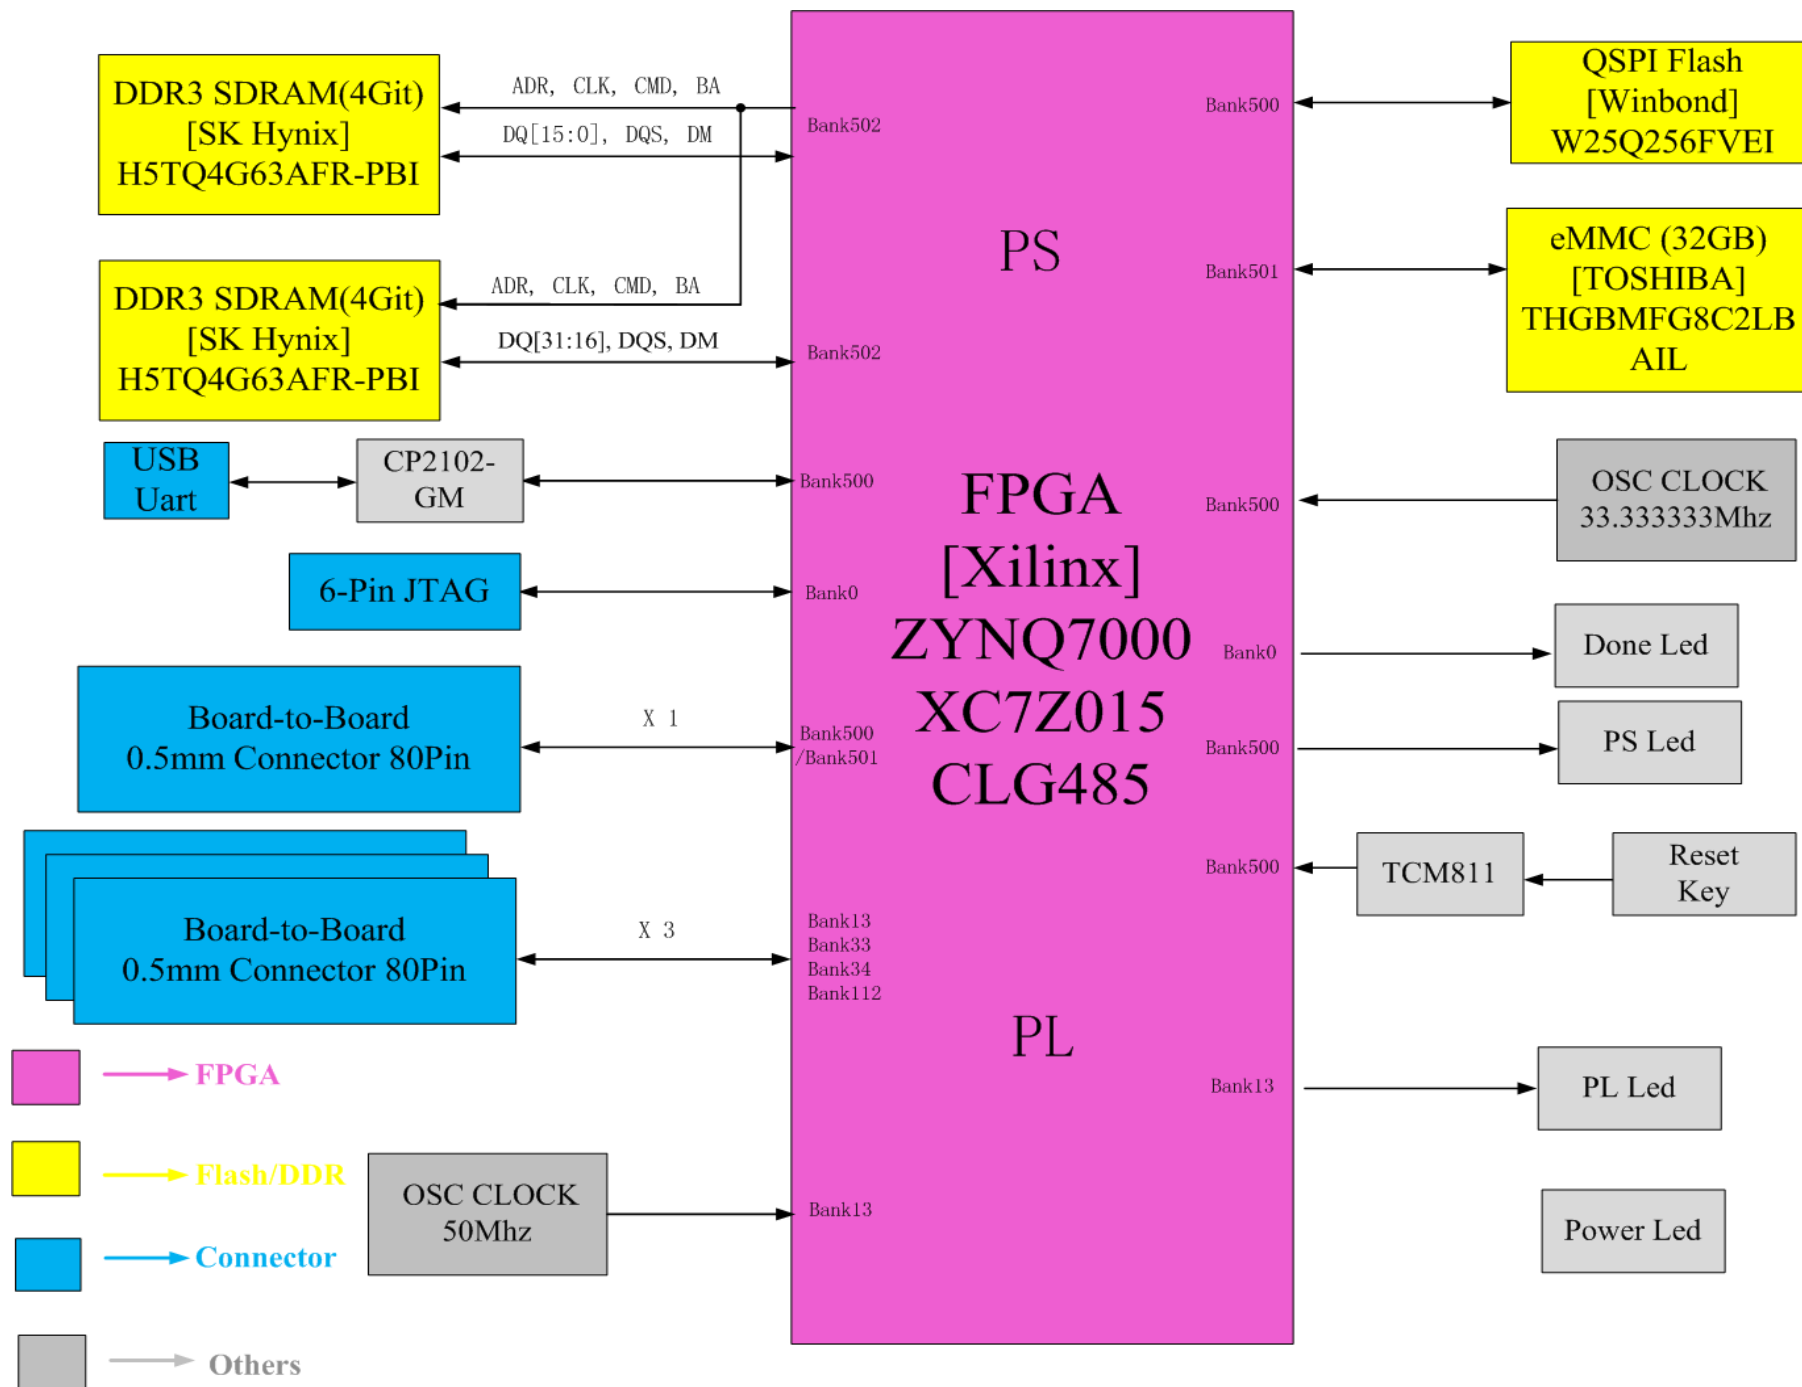 DDR3 SDRAM(4Git)
[SK Hynix]
H5TQ4G63AFR-PBI
ADR, CLK, CMD, BA
DQ[15:0], DQS, DM
Bank502
DDR3 SDRAM(4Git)
[SK Hynix]
H5TQ4G63AFR-PBI
ADR, CLK, CMD, BA
DQ[31:16], DQS, DM
Bank502
USB
Uart
CP2102-
GM
Bank500
6-Pin JTAG
Bank0
Board-to-Board
0.5mm Connector 80Pin
X 1
Bank500
/Bank501
Board-to-Board
0.5mm Connector 80Pin
X 3
Bank13
Bank33
Bank34
Bank112
OSC CLOCK
50Mhz
Bank13
PS
FPGA
[Xilinx]
ZYNQ7000
XC7Z015
CLG485
PL
Bank500
QSPI Flash
[Winbond]
W25Q256FVEI
Bank501
eMMC (32GB)
[TOSHIBA]
THGBMFG8C2LB
AIL
Bank500
OSC CLOCK
33.333333Mhz
Bank0
Done Led
Bank500
PS Led
Bank500
TCM811
Reset
Key
Bank13
PL Led
Power Led
FPGA
Flash/DDR
Connector
Others